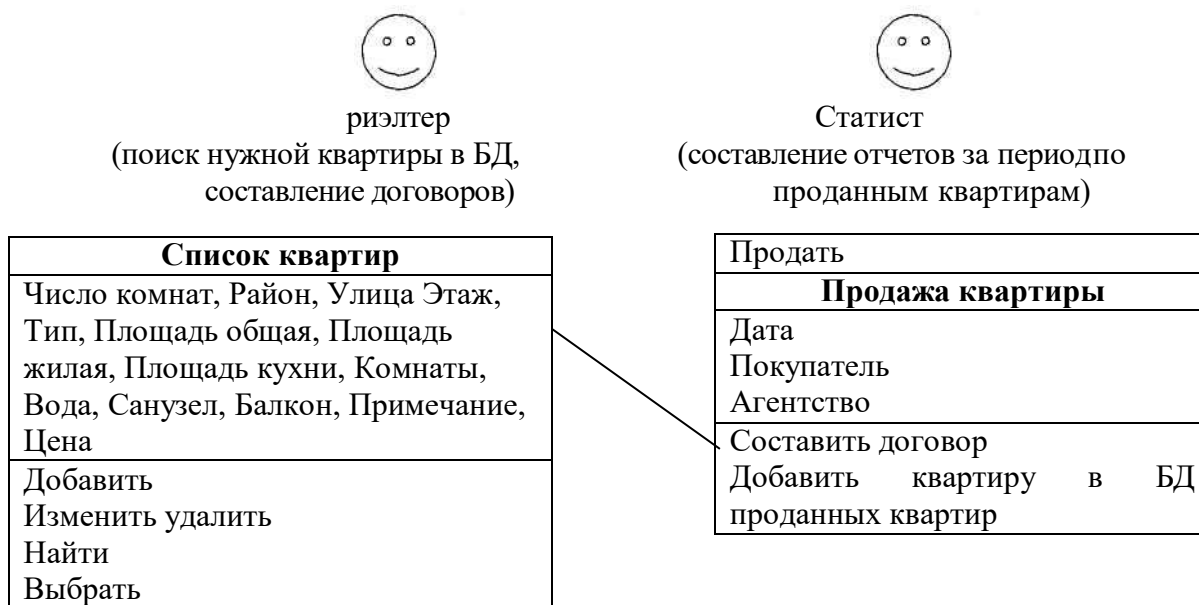 риэлтер
(поиск нужной квартиры в БД,
составление договоров)
Статист
(составление отчетов за периодпо
проданным квартирам)
Список квартир
Число комнат, Район, Улица Этаж,
Тип, Площадь общая, Площадь
жилая, Площадь кухни, Комнаты,
Вода, Санузел, Балкон, Примечание,
Цена
Добавить
Изменить удалить
Найти
Выбрать
Продать
Продажа квартиры
Дата
Покупатель
Агентство
Составить договор
Добавить квартиру в БД
проданных квартир